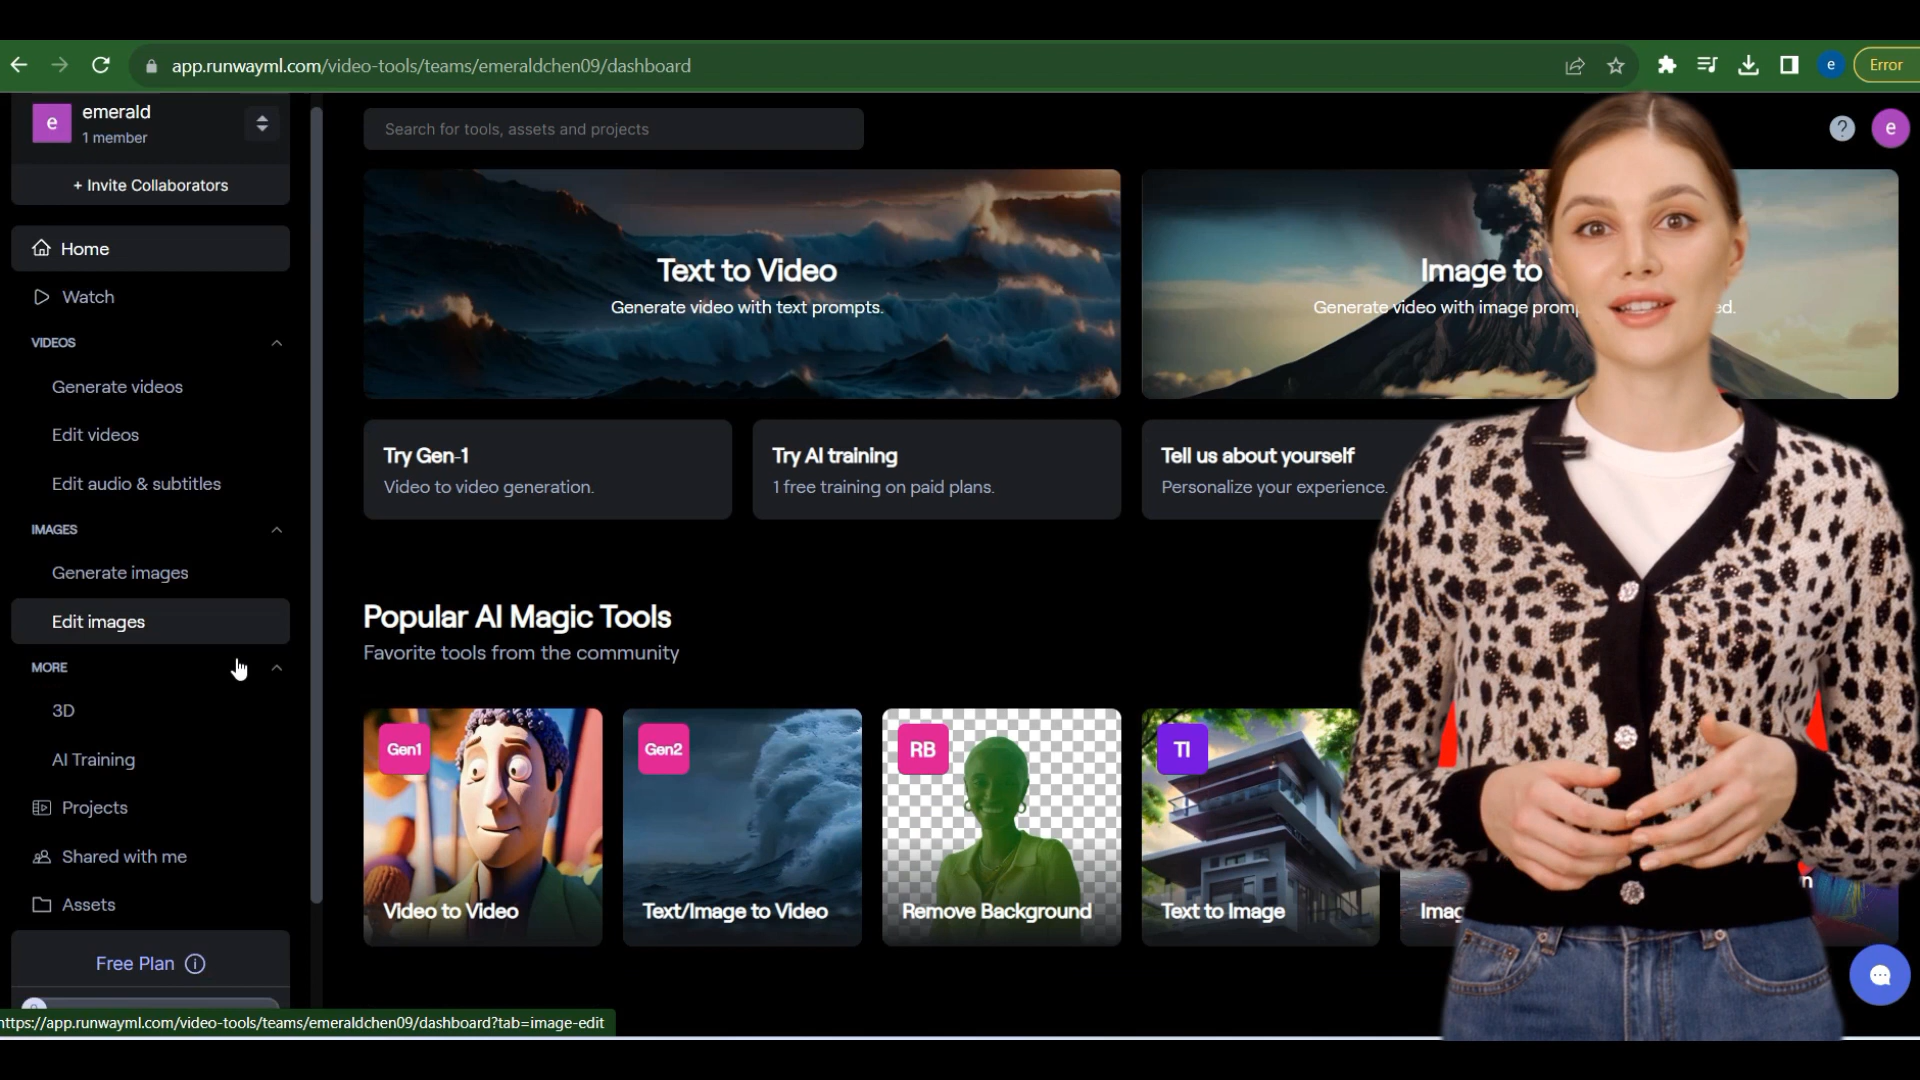 app.runwayml.com/video-tools/teams/emeraldchen09/dashboard
e
Error
e
emerald
1 member
+ Invite Collaborators
Search for tools, assets and projects
?
e
Home
Watch
VIDEOS
Generate videos
Edit videos
Edit audio & subtitles
IMAGES
Generate images
Edit images
MORE
3D
AI Training
Projects
Shared with me
Assets
Free Plan
Text to Video
Generate video with text prompts.
Image to
Generate video with image prom
ed.
Try Gen-1
Video to video generation.
Try AI training
1 free training on paid plans.
Tell us about yourself
Personalize your experience.
Popular AI Magic Tools
Favorite tools from the community
Gen1
Video to Video
Gen2
Text/Image to Video
RB
Remove Background
TI
Text to Image
Imag
n
https://app.runwayml.com/video-tools/teams/emeraldchen09/dashboard?tab=image-edit